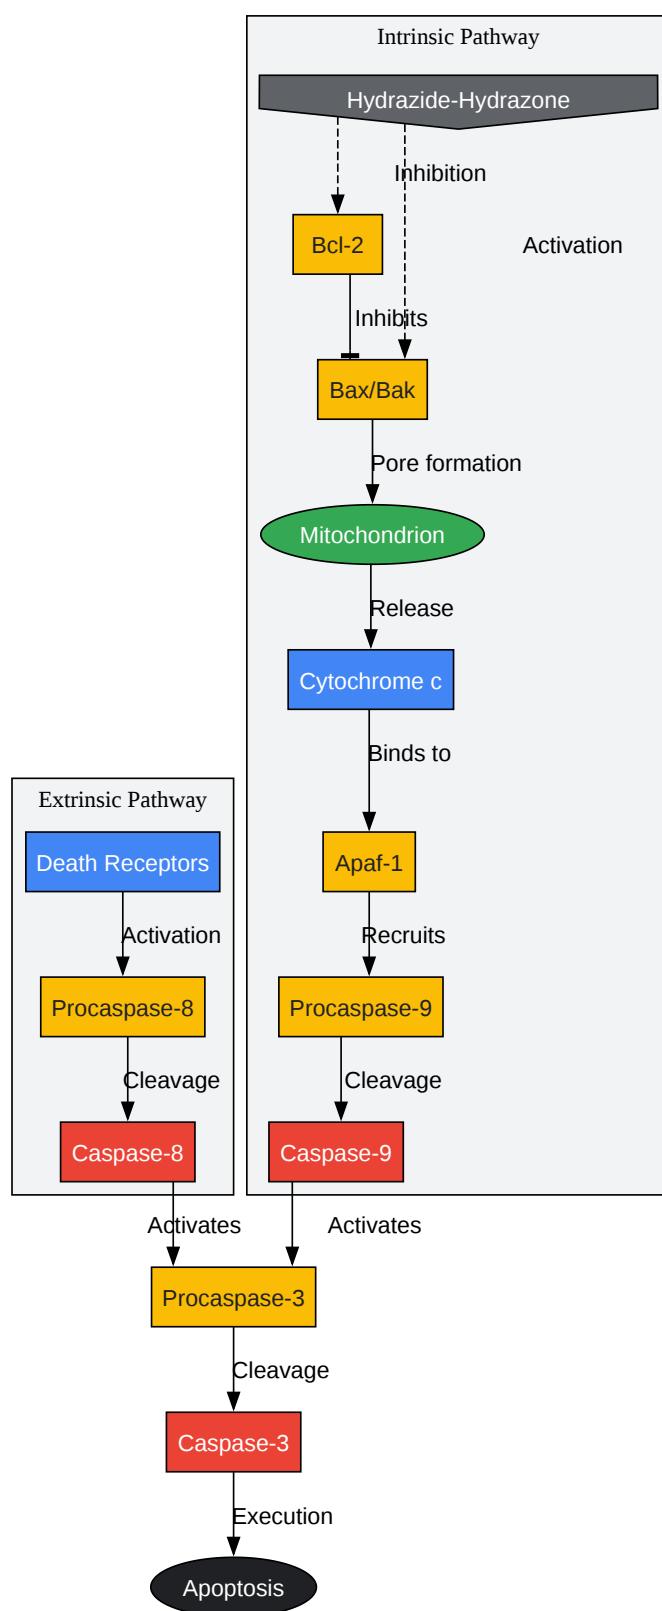 Intrinsic Pathway
Hydrazide-Hydrazone
Inhibition
Bcl-2
Activation
Inhibits
Bax/Bak
Pore formation
Mitochondrion
Release
Cytochrome c
Binds to
Extrinsic Pathway
Death Receptors
Apaf-1
Activation
Recruits
Procaspase-8
Procaspase-9
Cleavage
Cleavage
Caspase-8
Caspase-9
Activates
Activates
Procaspase-3
Cleavage
Caspase-3
Execution
Apoptosis